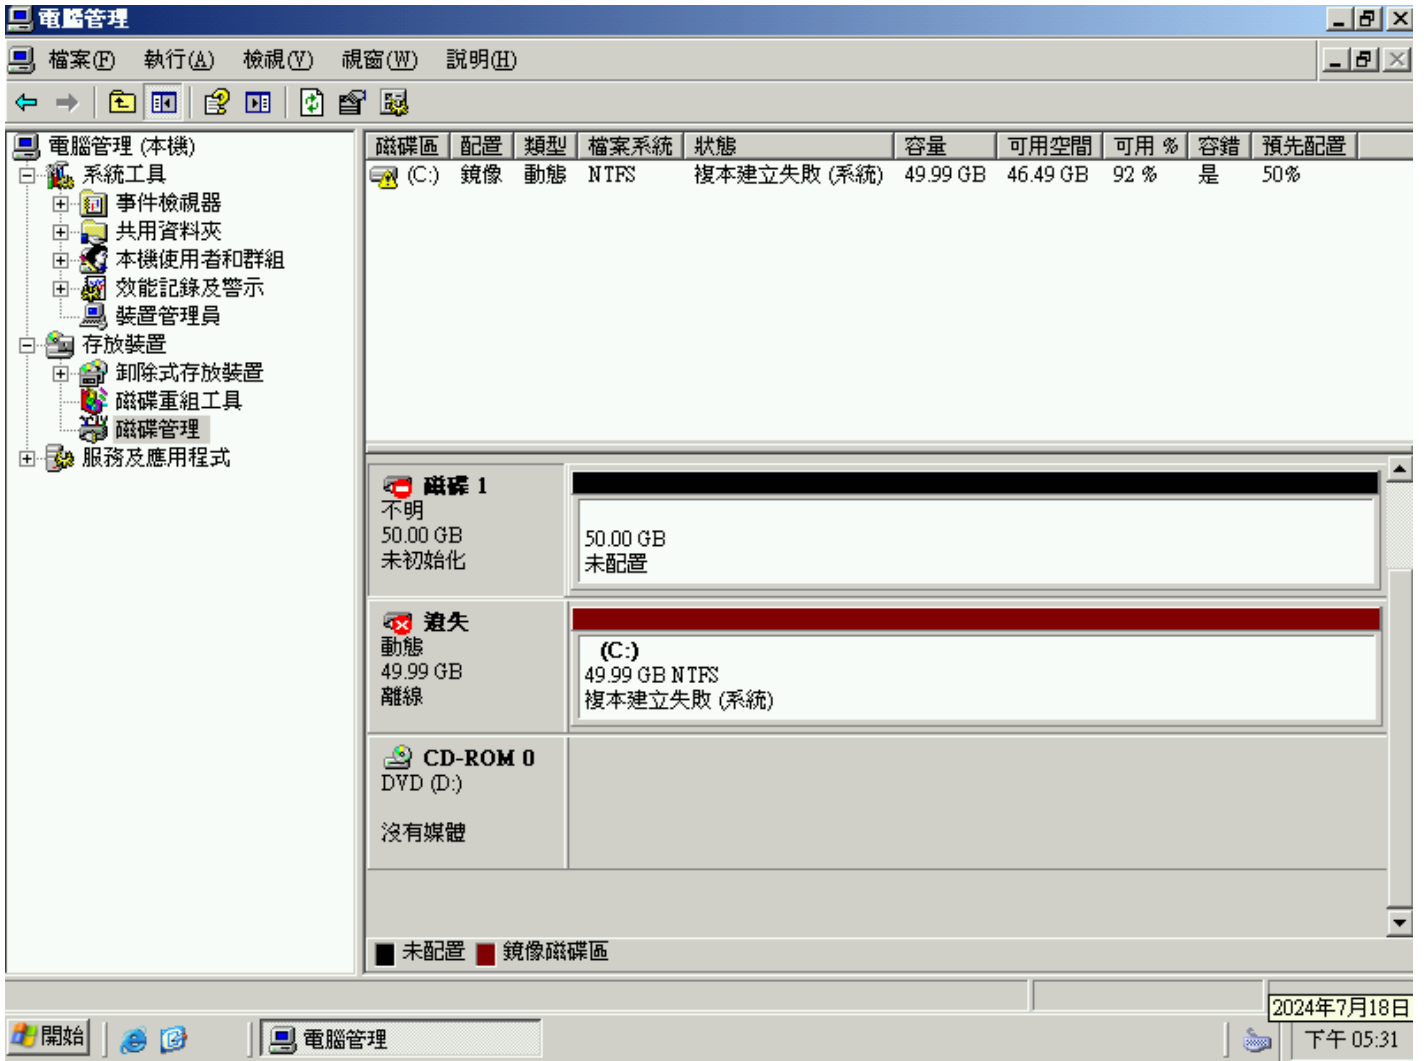 電腦管理
檔案(F) 執行(A) 檢視(V) 視窗(W) 說明(H)
電腦管理 (本機)
系統工具
事件檢視器
共用資料夾
本機使用者和群組
效能記錄及警示
裝置管理員
存放裝置
卸除式存放裝置
磁碟重組工具
磁碟管理
服務及應用程式
磁碟區 配置 類型 檔案系統 狀態 容量 可用空間 可用 % 容錯 預先配置
(C:) 鏡像 動態 NTFS 複本建立失敗 (系統) 49.99 GB 46.49 GB 92 % 是 50%
磁碟 1
不明
50.00 GB
未初始化
50.00 GB
未配置
遺失
動態
49.99 GB
離線
(C:)
49.99 GB NTFS
複本建立失敗 (系統)
CD-ROM 0
DVD (D:)
沒有媒體
未配置 鏡像磁碟區
2024年7月18日
開始 電腦管理 下午 05:31